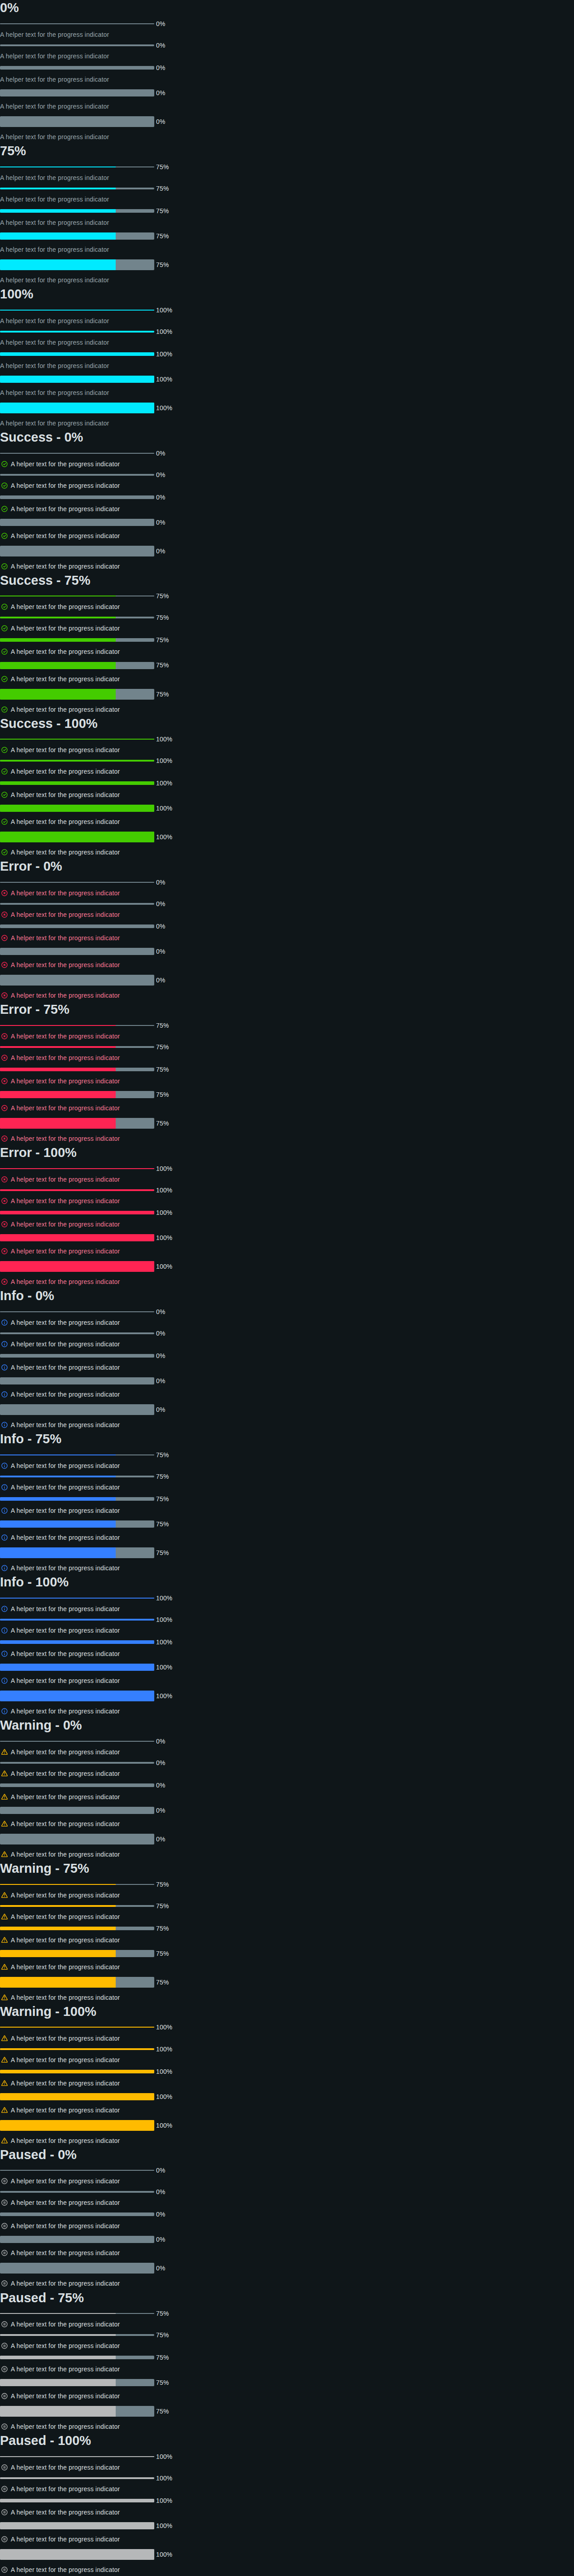 0%
0%
A helper text for the progress indicator
0%
A helper text for the progress indicator
0%
A helper text for the progress indicator
0%
A helper text for the progress indicator
0%
A helper text for the progress indicator
75%
75%
A helper text for the progress indicator
75%
A helper text for the progress indicator
75%
A helper text for the progress indicator
75%
A helper text for the progress indicator
75%
A helper text for the progress indicator
100%
100%
A helper text for the progress indicator
100%
A helper text for the progress indicator
100%
A helper text for the progress indicator
100%
A helper text for the progress indicator
100%
A helper text for the progress indicator
Success - 0%
0%
A helper text for the progress indicator
0%
A helper text for the progress indicator
0%
A helper text for the progress indicator
0%
A helper text for the progress indicator
0%
A helper text for the progress indicator
Success - 75%
75%
A helper text for the progress indicator
75%
A helper text for the progress indicator
75%
A helper text for the progress indicator
75%
A helper text for the progress indicator
75%
A helper text for the progress indicator
Success - 100%
100%
A helper text for the progress indicator
100%
A helper text for the progress indicator
100%
A helper text for the progress indicator
100%
A helper text for the progress indicator
100%
A helper text for the progress indicator
Error - 0%
0%
A helper text for the progress indicator
0%
A helper text for the progress indicator
0%
A helper text for the progress indicator
0%
A helper text for the progress indicator
0%
A helper text for the progress indicator
Error - 75%
75%
A helper text for the progress indicator
75%
A helper text for the progress indicator
75%
A helper text for the progress indicator
75%
A helper text for the progress indicator
75%
A helper text for the progress indicator
Error - 100%
100%
A helper text for the progress indicator
100%
A helper text for the progress indicator
100%
A helper text for the progress indicator
100%
A helper text for the progress indicator
100%
A helper text for the progress indicator
Info - 0%
0%
A helper text for the progress indicator
0%
A helper text for the progress indicator
0%
A helper text for the progress indicator
0%
A helper text for the progress indicator
0%
A helper text for the progress indicator
Info - 75%
75%
A helper text for the progress indicator
75%
A helper text for the progress indicator
75%
A helper text for the progress indicator
75%
A helper text for the progress indicator
75%
A helper text for the progress indicator
Info - 100%
100%
A helper text for the progress indicator
100%
A helper text for the progress indicator
100%
A helper text for the progress indicator
100%
A helper text for the progress indicator
100%
A helper text for the progress indicator
Warning - 0%
0%
A helper text for the progress indicator
0%
A helper text for the progress indicator
0%
A helper text for the progress indicator
0%
A helper text for the progress indicator
0%
A helper text for the progress indicator
Warning - 75%
75%
A helper text for the progress indicator
75%
A helper text for the progress indicator
75%
A helper text for the progress indicator
75%
A helper text for the progress indicator
75%
A helper text for the progress indicator
Warning - 100%
100%
A helper text for the progress indicator
100%
A helper text for the progress indicator
100%
A helper text for the progress indicator
100%
A helper text for the progress indicator
100%
A helper text for the progress indicator
Paused - 0%
0%
A helper text for the progress indicator
0%
A helper text for the progress indicator
0%
A helper text for the progress indicator
0%
A helper text for the progress indicator
0%
A helper text for the progress indicator
Paused - 75%
75%
A helper text for the progress indicator
75%
A helper text for the progress indicator
75%
A helper text for the progress indicator
75%
A helper text for the progress indicator
75%
A helper text for the progress indicator
Paused - 100%
100%
A helper text for the progress indicator
100%
A helper text for the progress indicator
100%
A helper text for the progress indicator
100%
A helper text for the progress indicator
100%
A helper text for the progress indicator